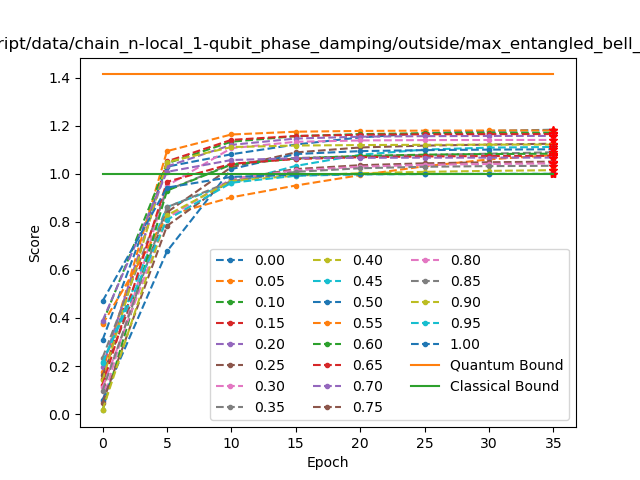 ript/data/chain_n-local_1-qubit_phase_damping/outside/max_entangled_bell_
1.4
1.2
1.0
0.8
0.6
0.4
0.2
0.0
Score
0.00 0.40 0.80
0.05 0.45 0.85
0.10 0.50 0.90
0.15 0.55 0.95
0.20 0.60 1.00
0.25 0.65 Quantum Bound
0.30 0.70 Classical Bound
0.35 0.75
0 5 10 15 20 25 30 35
Epoch